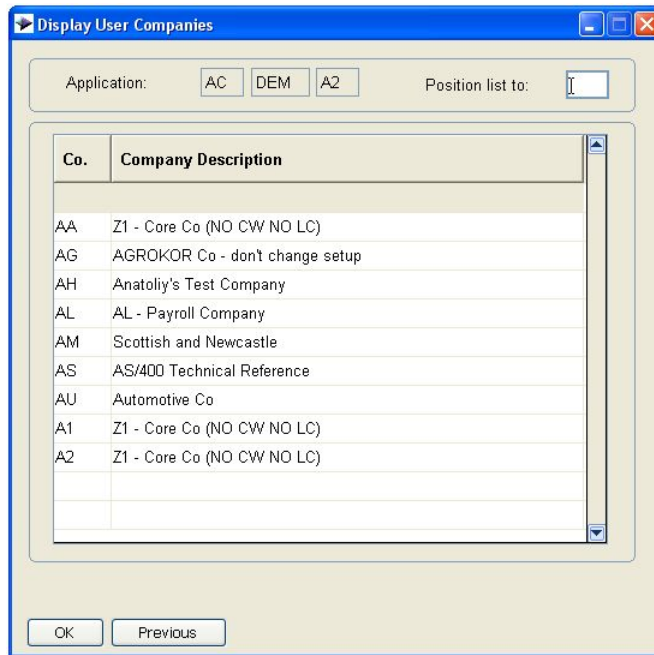 Display User Companies
Application: AC DEM A2 Position list to:
Co. Company Description
AA Z1 - Core Co (NO CW NO LC)
AG AGROKOR Co - don't change setup
AH Anatoliy's Test Company
AL AL - Payroll Company
AM Scottish and Newcastle
AS AS/400 Technical Reference
AU Automotive Co
A1 Z1 - Core Co (NO CW NO LC)
A2 Z1 - Core Co (NO CW NO LC)
OK Previous